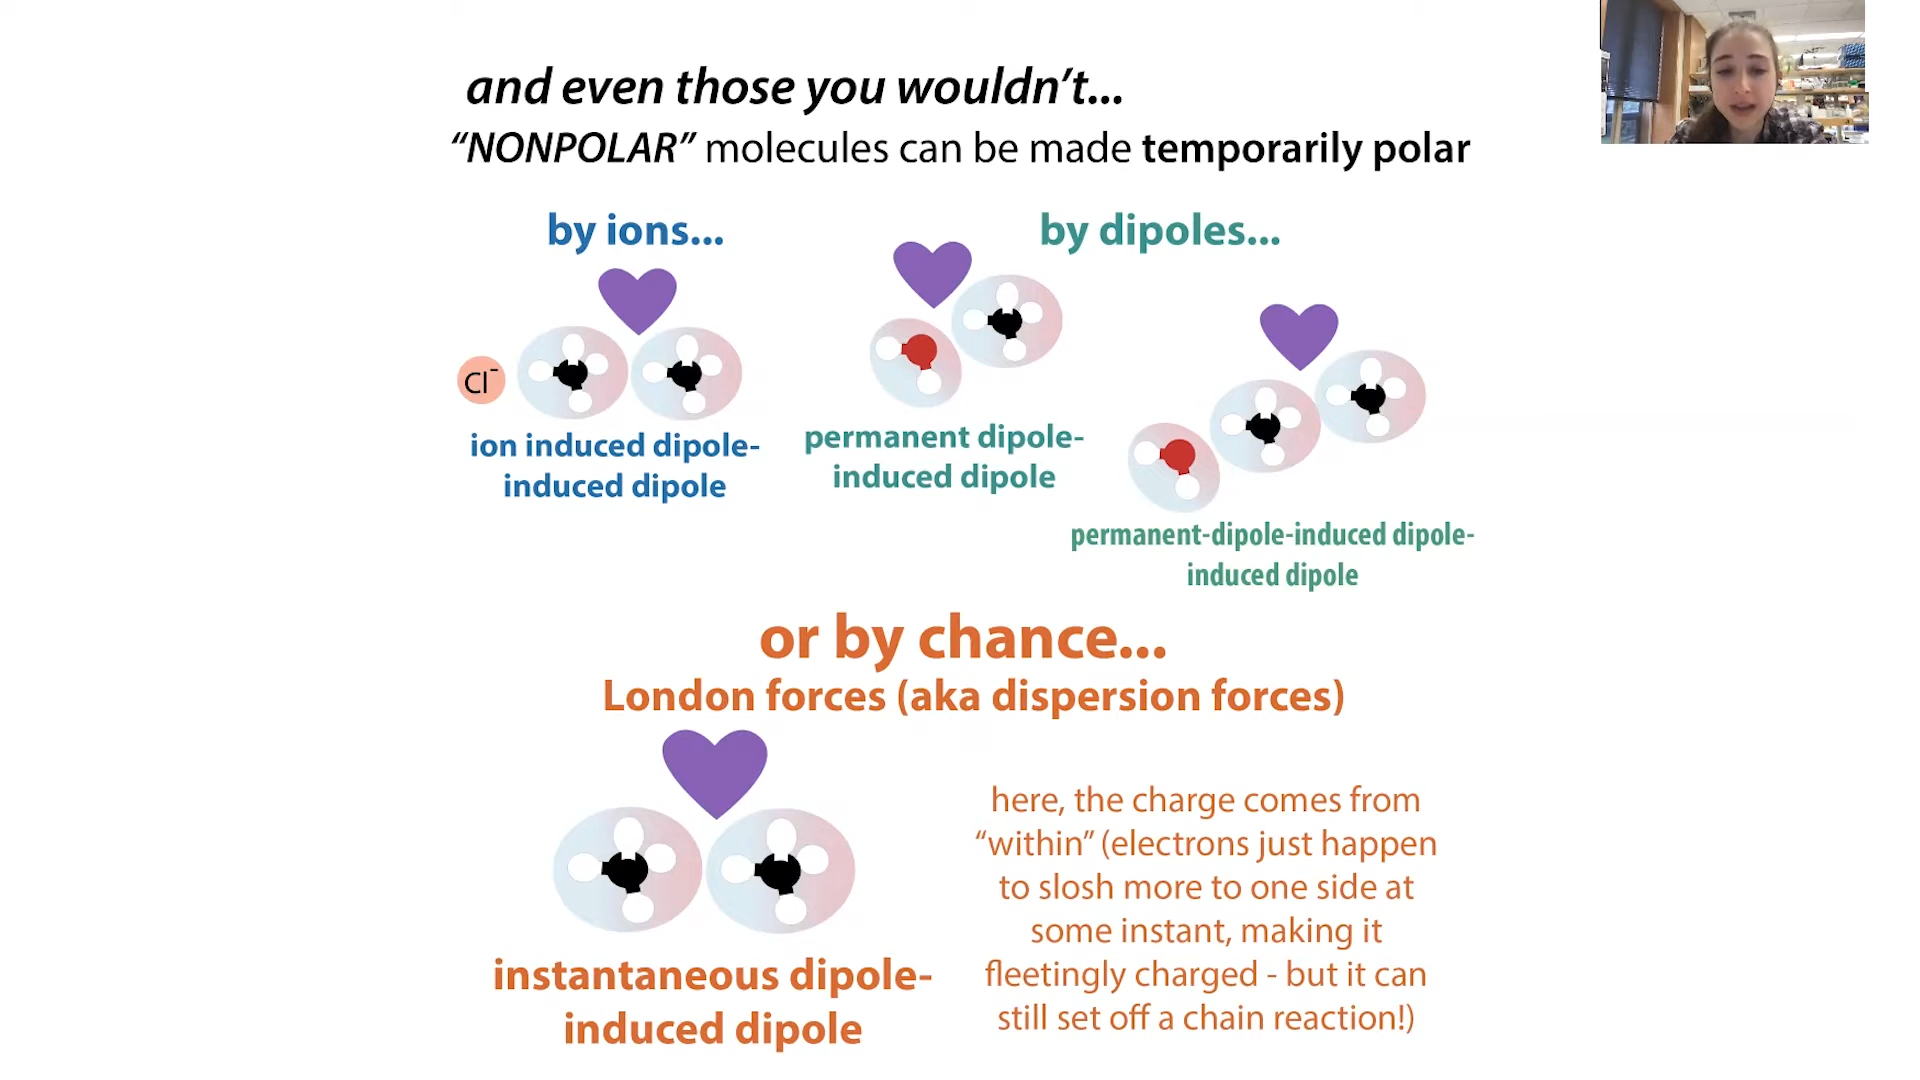 and even those you wouldn't...
“NONPOLAR” molecules can be made temporarily polar
by ions...
by dipoles...
Cl⁻
ion induced dipole-
induced dipole
permanent dipole-
induced dipole
permanent-dipole-induced dipole-
induced dipole
or by chance...
London forces (aka dispersion forces)
instantaneous dipole-
induced dipole
here, the charge comes from
“within” (electrons just happen
to slosh more to one side at
some instant, making it
fleetingly charged - but it can
still set off a chain reaction!)